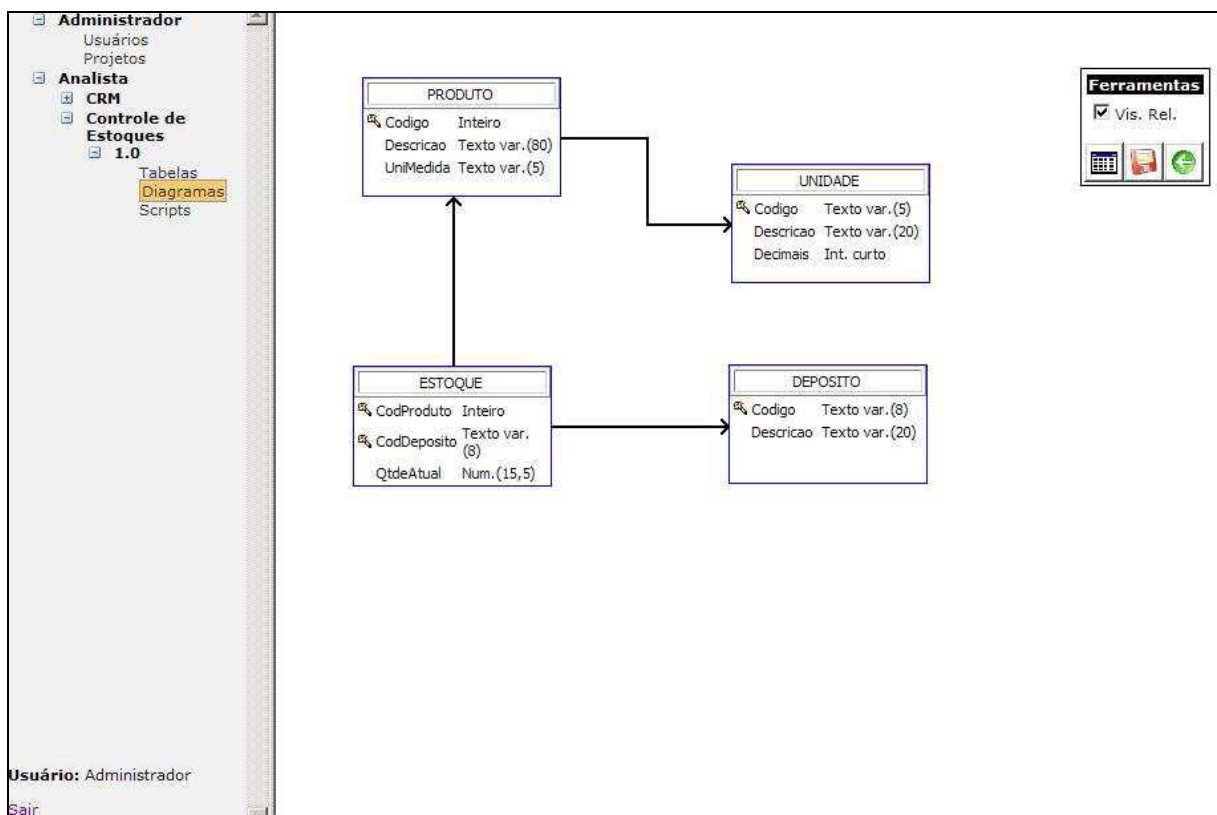 Administrador
Usuários
Projetos
Analista
CRM
Controle de
Estoques
1.0
Tabelas
Diagramas
Scripts
Usuário: Administrador
Sair
PRODUTO
Codigo Inteiro
Descricao Texto var.(80)
UniMedida Texto var.(5)
UNIDADE
Codigo Texto var.(5)
Descricao Texto var.(20)
Decimais Int. curto
ESTOQUE
CodProduto Inteiro
CodDeposito Texto var.
(8)
QtdeAtual Num.(15,5)
DEPOSITO
Codigo Texto var.(8)
Descricao Texto var.(20)
Ferramentas
Vis. Rel.